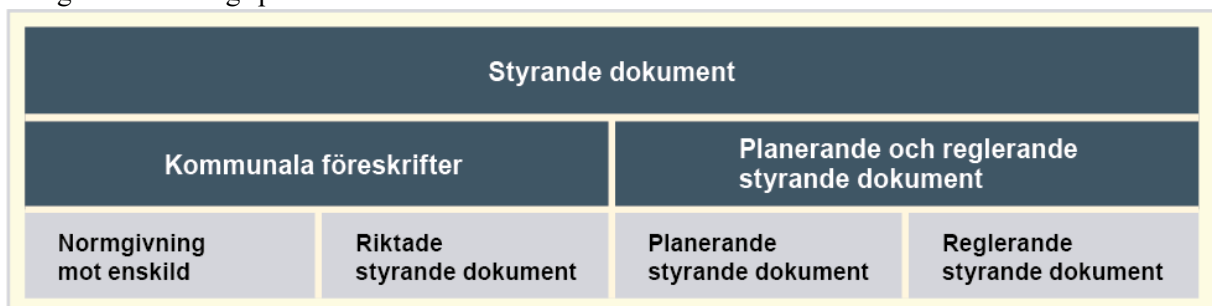 Styrande dokument
Kommunala föreskrifter
Planerande och reglerande
styrande dokument
Normgivning
mot enskild
Riktade
styrande dokument
Planerande
styrande dokument
Reglerande
styrande dokument